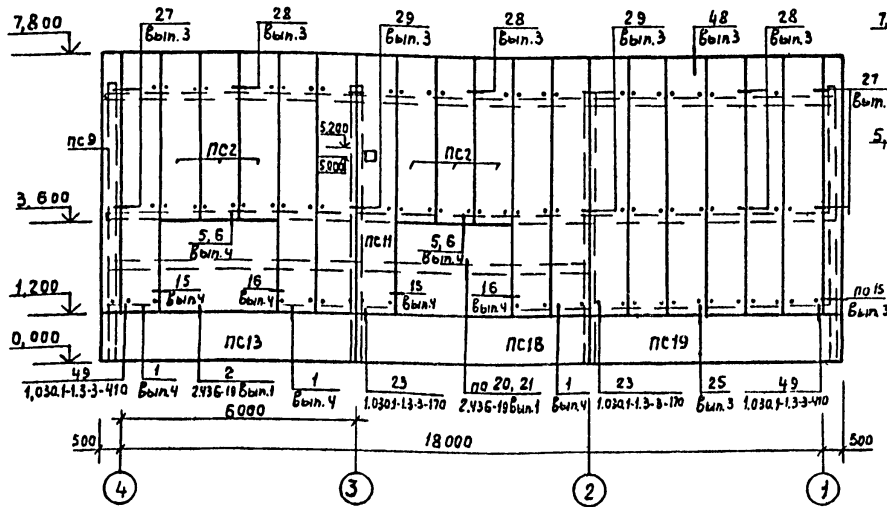 27
вып.3
28
вып.3
29
вып.3
28
вып.3
29
вып.3
48
вып.3
28
вып.3
7,800
7,
27
вып.
ПС9
ПС2
5.200
5.000
ПС2
5,
3,600
5,6
вып.4
ПС11
5,6
вып.4
15
вып.4
16
вып.4
15
вып.4
16
вып.4
1,200
по 15
вып.3
0,000
ПС13
ПС18
ПС19
49
1,030.1-1.3-3-410
1
вып.4
2
2.436-19 вып.1
1
вып.4
23
1.030.1-1.3-3-170
по 20, 21
2.436-19 вып.1
1
вып.4
23
1.030.1-1.3-3-170
25
вып.3
49
1.030.1-1.3-3-410
6000
500
18000
500
4
3
2
1